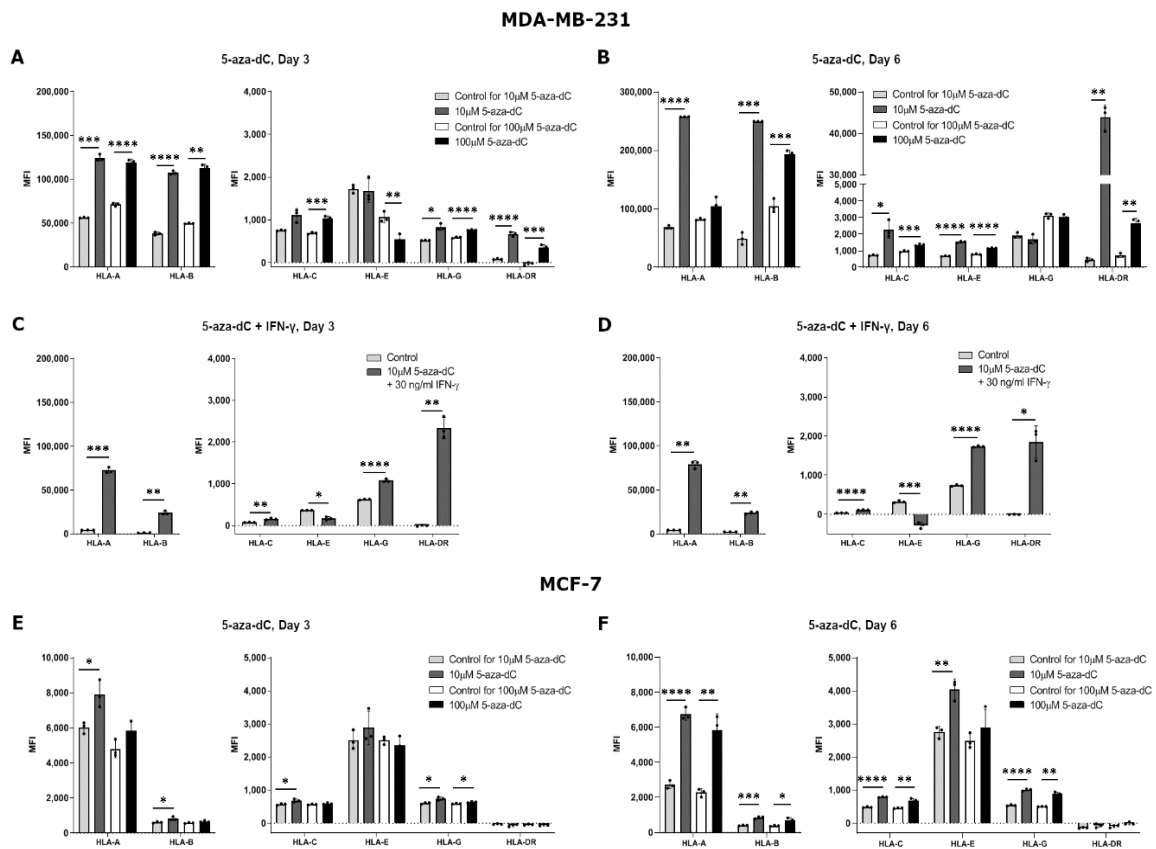 MDA-MB-231
A
5-aza-dC, Day 3
200,000
150,000
100,000
50,000
0
MFI
*** **** **** **
HLA-A HLA-B
4,000
3,000
2,000
1,000
0
MFI
Control for 10µM 5-aza-dC
10µM 5-aza-dC
Control for 100µM 5-aza-dC
100µM 5-aza-dC
*** ** * **** **** ***
HLA-C HLA-E HLA-G HLA-DR
B
5-aza-dC, Day 6
300,000
200,000
100,000
0
MFI
**** *** ***
HLA-A HLA-B
50,000
40,000
30,000
5,000
4,000
3,000
2,000
1,000
0
MFI
Control for 10µM 5-aza-dC
10µM 5-aza-dC
Control for 100µM 5-aza-dC
100µM 5-aza-dC
* *** **** **** ** **
HLA-C HLA-E HLA-G HLA-DR
C
5-aza-dC + IFN-γ, Day 3
200,000
150,000
100,000
50,000
0
MFI
*** **
HLA-A HLA-B
4,000
3,000
2,000
1,000
0
MFI
Control
10µM 5-aza-dC
+ 30 ng/ml IFN-γ
** * **** **
HLA-C HLA-E HLA-G HLA-DR
D
5-aza-dC + IFN-γ, Day 6
200,000
150,000
100,000
50,000
0
MFI
** **
HLA-A HLA-B
4,000
3,000
2,000
1,000
0
MFI
Control
10µM 5-aza-dC
+ 30 ng/ml IFN-γ
**** *** **** *
HLA-C HLA-E HLA-G HLA-DR
MCF-7
E
5-aza-dC, Day 3
10,000
8,000
6,000
4,000
2,000
0
MFI
* *
HLA-A HLA-B
5,000
4,000
3,000
2,000
1,000
0
MFI
Control for 10µM 5-aza-dC
10µM 5-aza-dC
Control for 100µM 5-aza-dC
100µM 5-aza-dC
* * *
HLA-C HLA-E HLA-G HLA-DR
F
5-aza-dC, Day 6
10,000
8,000
6,000
4,000
2,000
0
MFI
**** ** *** *
HLA-A HLA-B
5,000
4,000
3,000
2,000
1,000
0
MFI
Control for 10µM 5-aza-dC
10µM 5-aza-dC
Control for 100µM 5-aza-dC
100µM 5-aza-dC
**** ** ** **** **
HLA-C HLA-E HLA-G HLA-DR